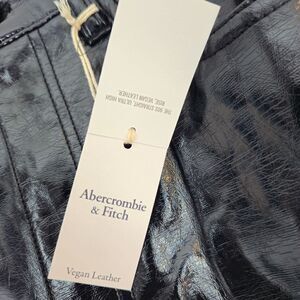 THE 90S STRAIGHT, ULTRA HIGH
RISE, VEGAN LEATHER.
Abercrombie
& Fitch
Vegan Leather